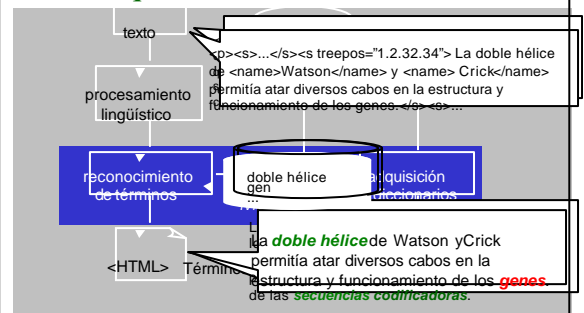 texto
<p><s>...</s><s treepos="1.2.32.34"> La doble hélice
de <name>Watson</name> y <name> Crick</name>
permitía atar diversos cabos en la estructura y
funcionamiento de los genes.</s><s>...
procesamiento
lingüístico
reconocimiento
de términos
doble hélice
gen
...
adquisición
diccionarios
<HTML>
Término
La doble hélice de Watson y Crick
permitía atar diversos cabos en la
estructura y funcionamiento de los genes.
de las secuencias codificadoras.